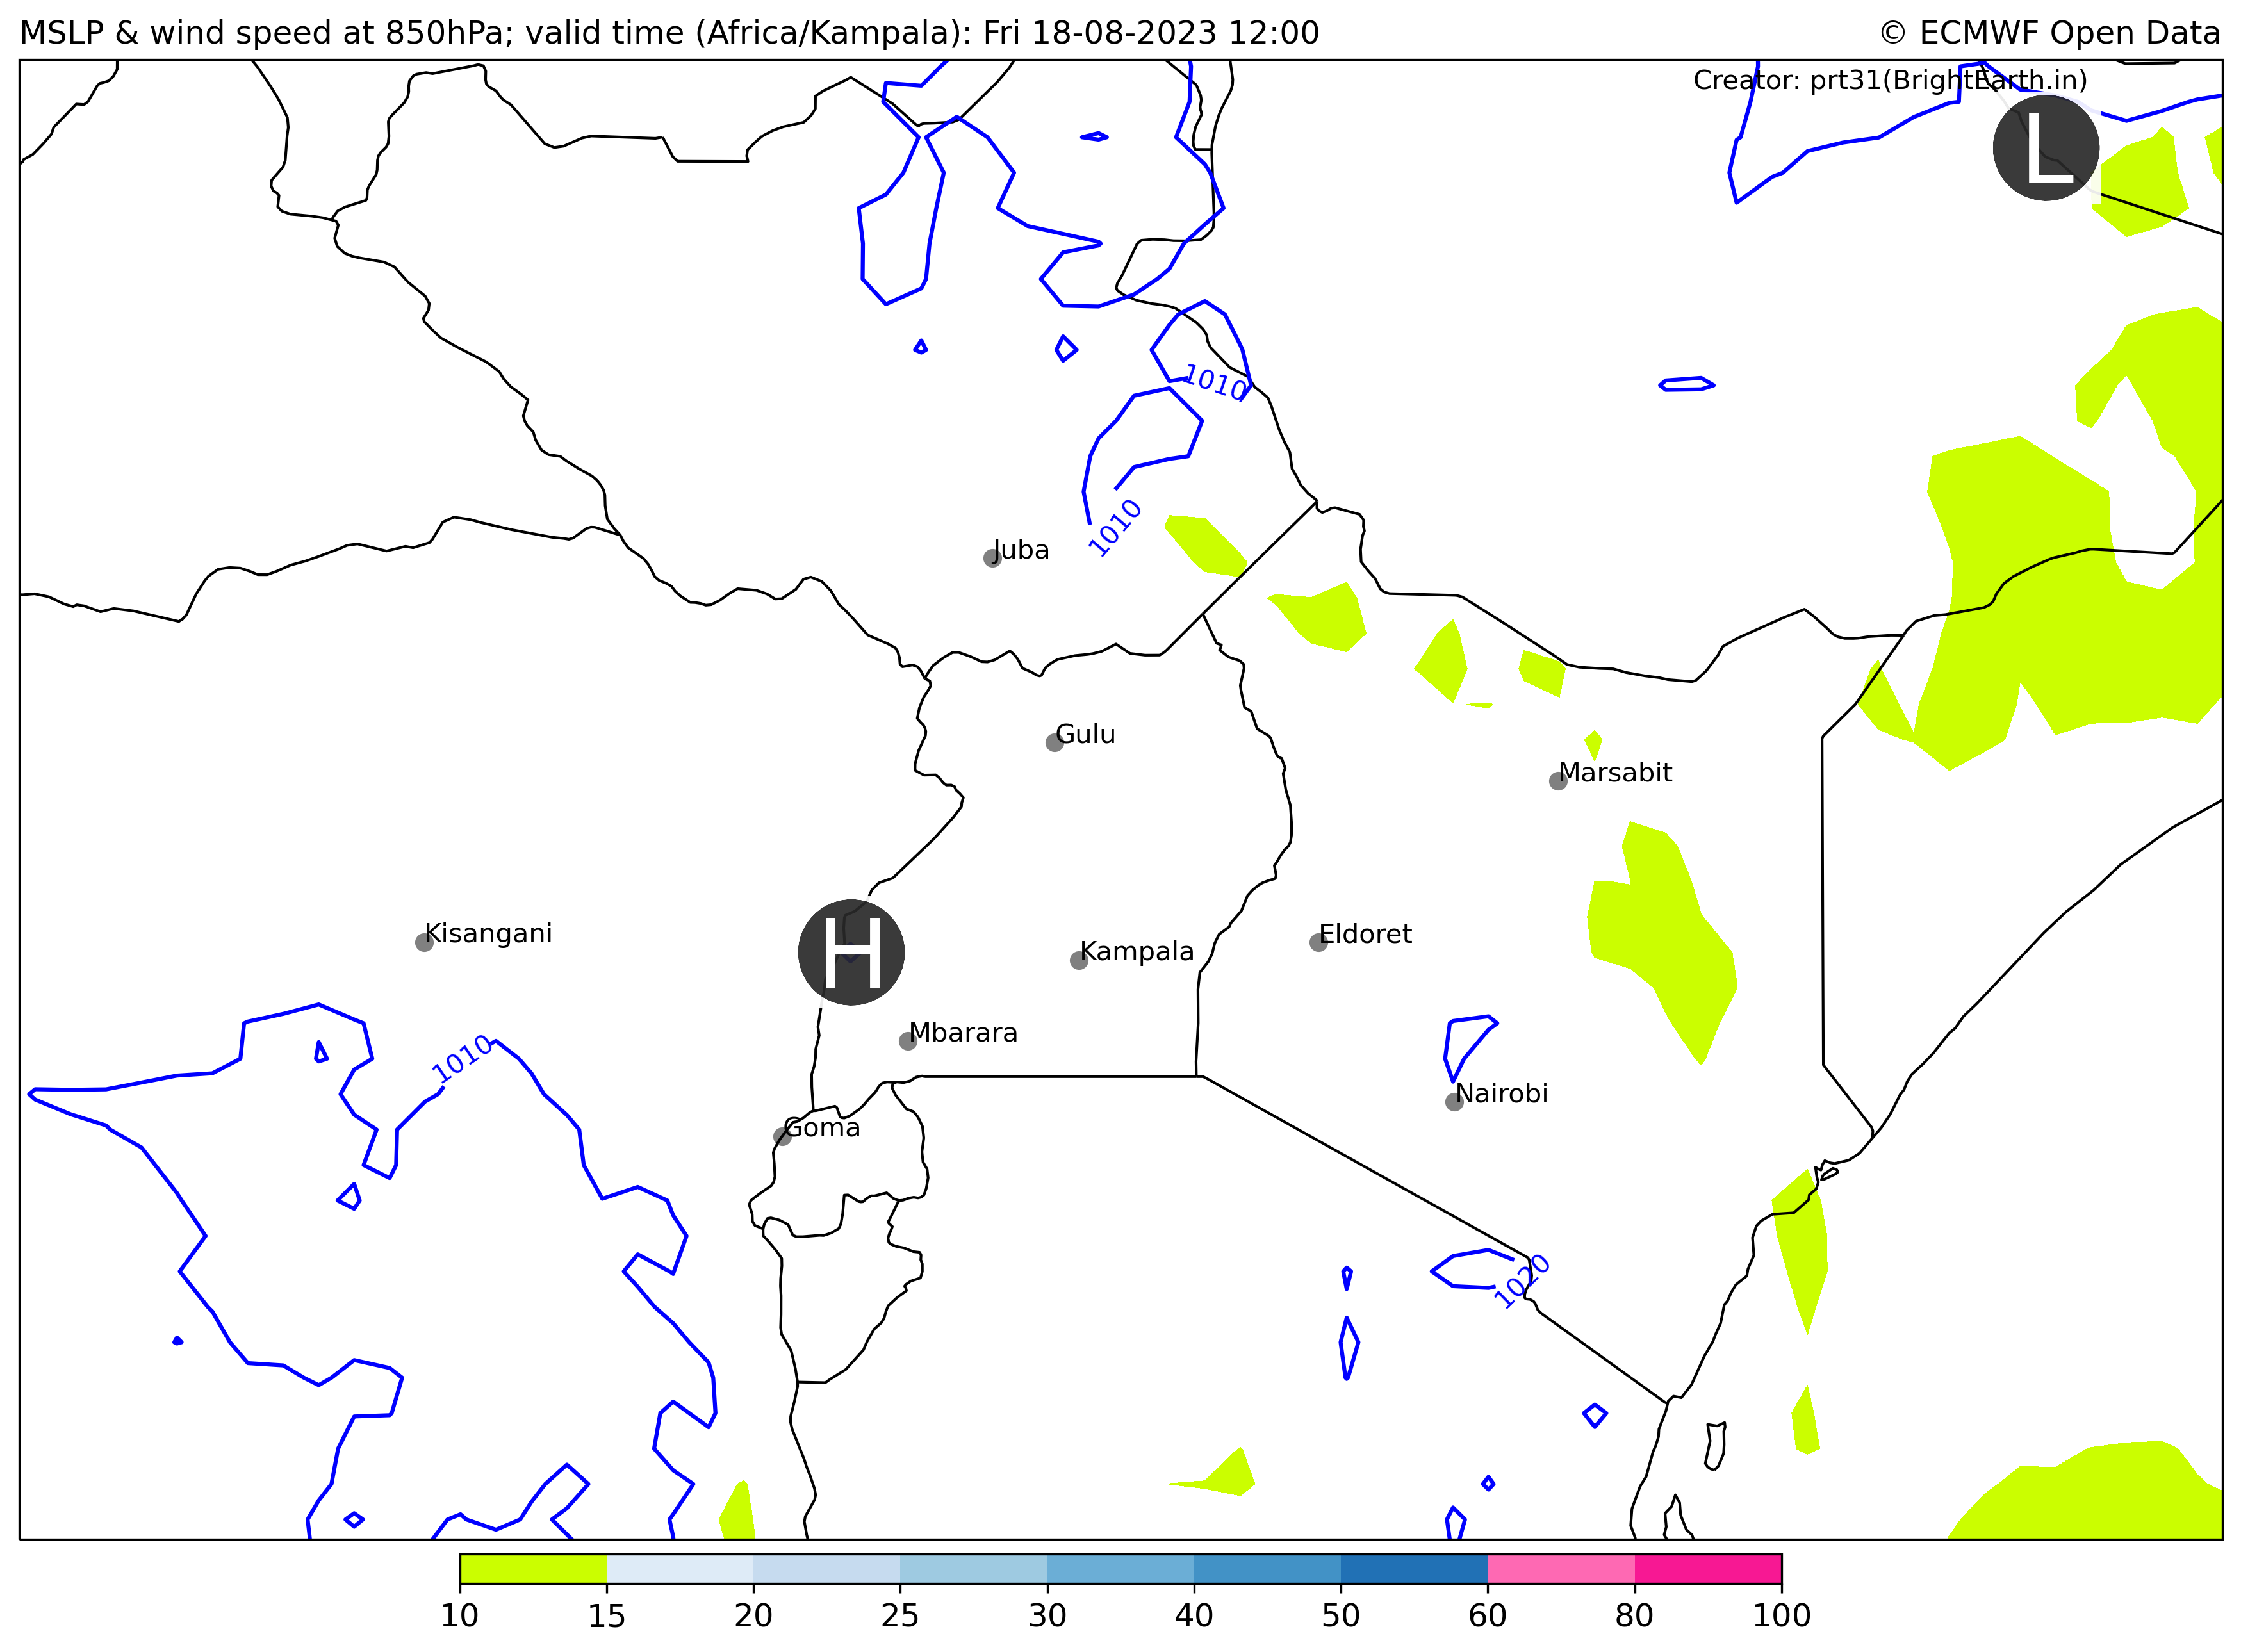 MSLP & wind speed at 850hPa; valid time (Africa/Kampala): Fri 18-08-2023 12:00
© ECMWF Open Data
Creator: prt31(BrightEarth.in)
L
1010
1010
Juba
Gulu
Marsabit
Kisangani
H
Kampala
Eldoret
Mbarara
1010
Nairobi
Goma
1020
10 15 20 25 30 40 50 60 80 100